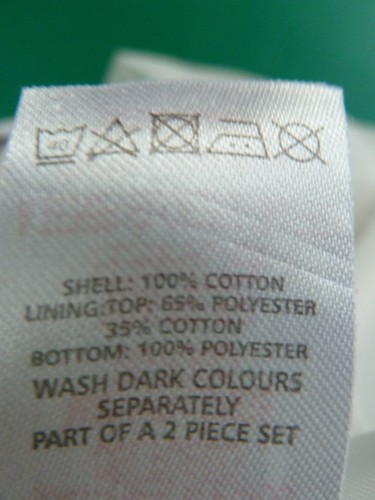 40
SHELL: 100% COTTON
LINING:TOP: 65% POLYESTER
35% COTTON
BOTTOM: 100% POLYESTER
WASH DARK COLOURS
SEPARATELY
PART OF A 2 PIECE SET